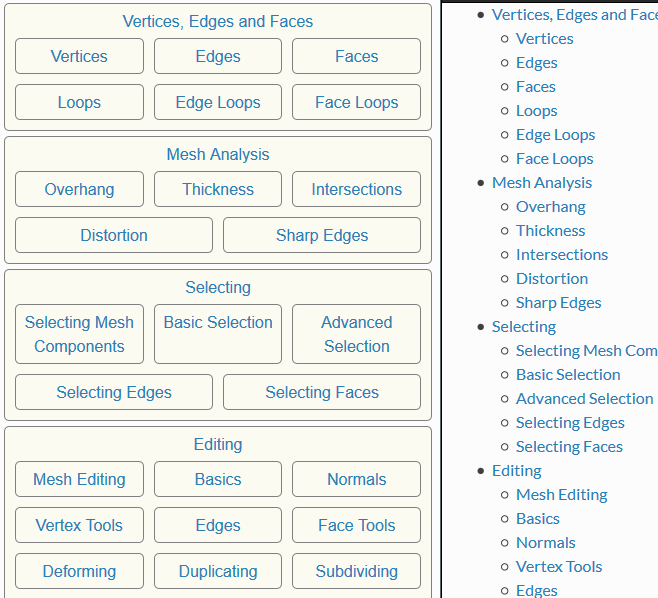 Vertices, Edges and Faces
Vertices Edges Faces
Loops Edge Loops Face Loops
Mesh Analysis
Overhang Thickness Intersections
Distortion Sharp Edges
Selecting
Selecting Mesh Components Basic Selection Advanced Selection
Selecting Edges Selecting Faces
Editing
Mesh Editing Basics Normals
Vertex Tools Edges Face Tools
Deforming Duplicating Subdividing
Vertices, Edges and Face
Vertices
Edges
Faces
Loops
Edge Loops
Face Loops
Mesh Analysis
Overhang
Thickness
Intersections
Distortion
Sharp Edges
Selecting
Selecting Mesh Com
Basic Selection
Advanced Selection
Selecting Edges
Selecting Faces
Editing
Mesh Editing
Basics
Normals
Vertex Tools
Edges